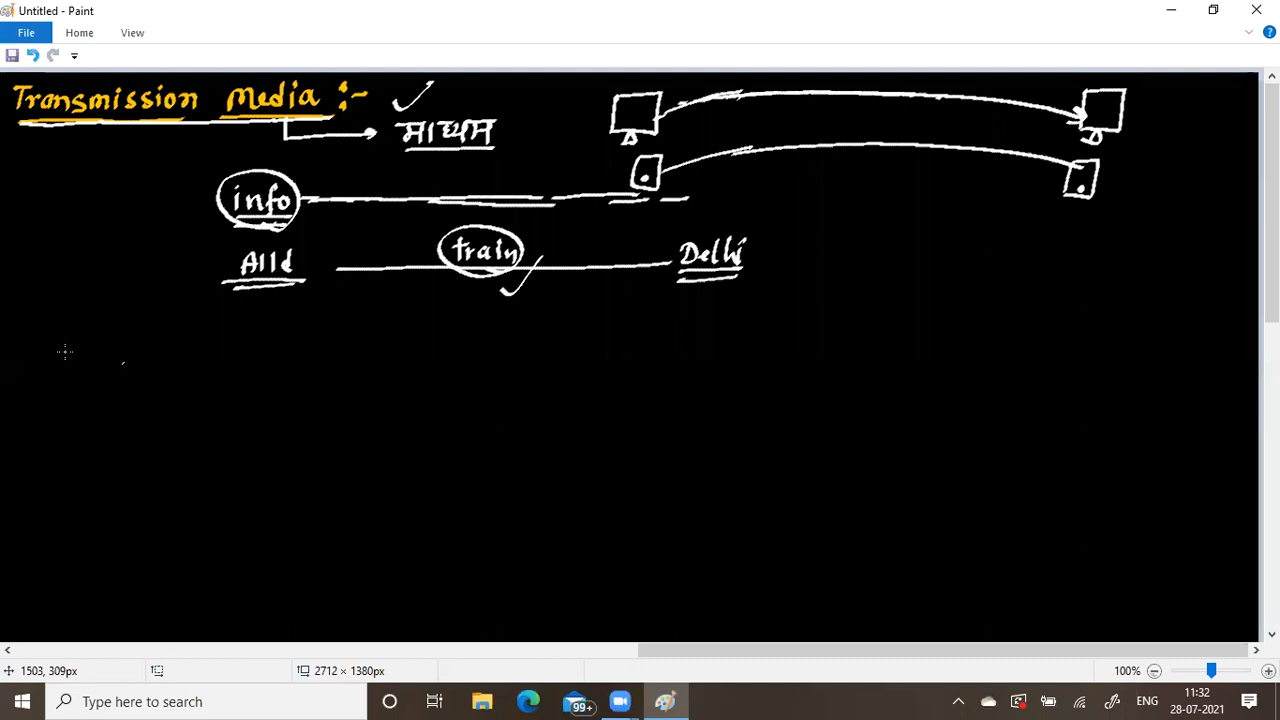 Untitled - Paint
File Home View
Transmission Media :-
माध्यम
info
Alld train Delhi
1503, 309px 2712 × 1380px 100%
Type here to search 99+ ENG 11:32
28-07-2021